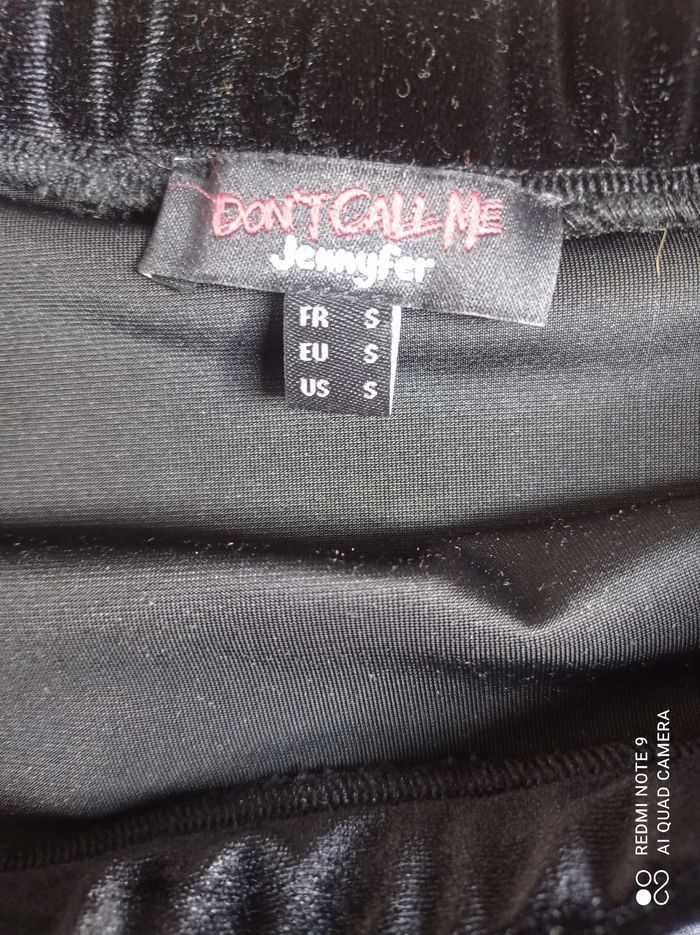 DON'T CALL ME
Jennyfer
FR S
EU S
US S
REDMI NOTE 9
AI QUAD CAMERA